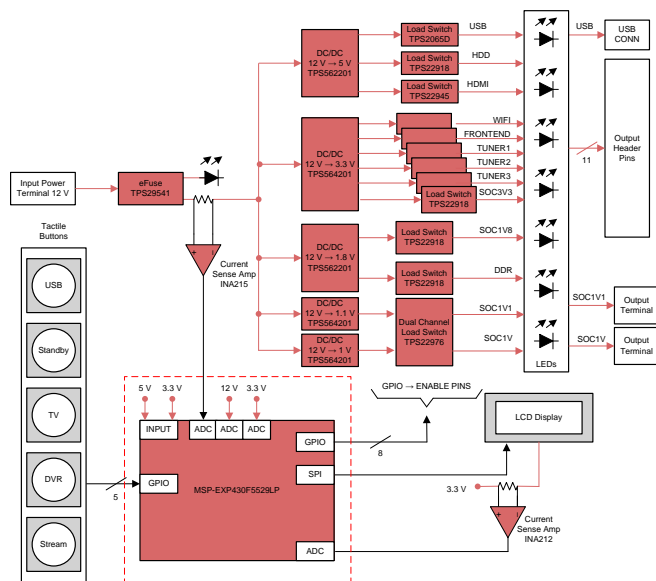 DC/DC
12 V → 5 V
TPS562201
Load Switch
TPS2065D
USB
Load Switch
TPS22918
HDD
Load Switch
TPS22945
HDMI
USB
USB
CONN
DC/DC
12 V → 3.3 V
TPS564201
WIFI
FRONTEND
TUNER1
TUNER2
TUNER3
SOC3V3
Load Switch
TPS22918
11
Output
Header
Pins
Input Power
Terminal 12 V
eFuse
TPS29541
+
-
Current
Sense Amp
INA215
DC/DC
12 V → 1.8 V
TPS562201
Load Switch
TPS22918
SOC1V8
Load Switch
TPS22918
DDR
DC/DC
12 V → 1.1 V
TPS564201
DC/DC
12 V → 1 V
TPS564201
Dual Channel
Load Switch
TPS22976
SOC1V1
SOC1V
LEDs
SOC1V1
Output
Terminal
SOC1V
Output
Terminal
Tactile
Buttons
USB
Standby
TV
DVR
Stream
5
5 V
3.3 V
12 V
3.3 V
INPUT
ADC
ADC
ADC
GPIO
GPIO
SPI
ADC
MSP-EXP430F5529LP
GPIO → ENABLE PINS
8
LCD Display
3.3 V
+
-
Current
Sense Amp
INA212